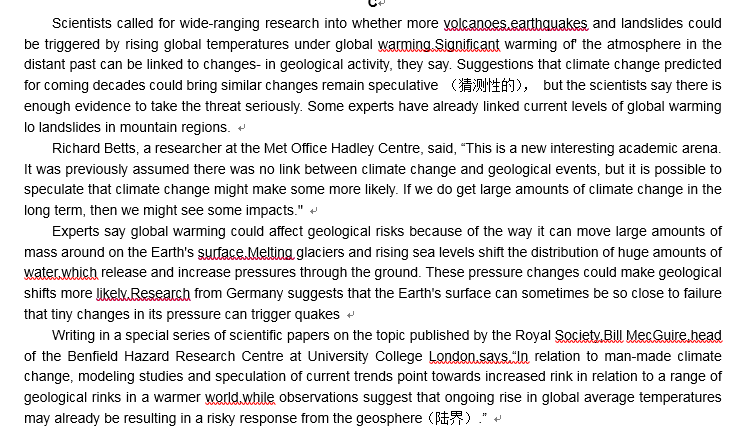 C
Scientists called for wide-ranging research into whether more volcanoes,earthquakes and landslides could
be triggered by rising global temperatures under global warming.Significant warming of' the atmosphere in the
distant past can be linked to changes- in geological activity, they say. Suggestions that climate change predicted
for coming decades could bring similar changes remain speculative （猜测性的）, but the scientists say there is
enough evidence to take the threat seriously. Some experts have already linked current levels of global warming
lo landslides in mountain regions.
Richard Betts, a researcher at the Met Office Hadley Centre, said, “This is a new interesting academic arena.
It was previously assumed there was no link between climate change and geological events, but it is possible to
speculate that climate change might make some more likely. If we do get large amounts of climate change in the
long term, then we might see some impacts."
Experts say global warming could affect geological risks because of the way it can move large amounts of
mass around on the Earth's surface.Melting glaciers and rising sea levels shift the distribution of huge amounts of
water,which release and increase pressures through the ground. These pressure changes could make geological
shifts more likely.Research from Germany suggests that the Earth's surface can sometimes be so close to failure
that tiny changes in its pressure can trigger quakes
Writing in a special series of scientific papers on the topic published by the Royal Society,Bill MecGuire,head
of the Benfield Hazard Research Centre at University College London,says,“In relation to man-made climate
change, modeling studies and speculation of current trends point towards increased rink in relation to a range of
geological rinks in a warmer world,while observations suggest that ongoing rise in global average temperatures
may already be resulting in a risky response from the geosphere（陆界）.”